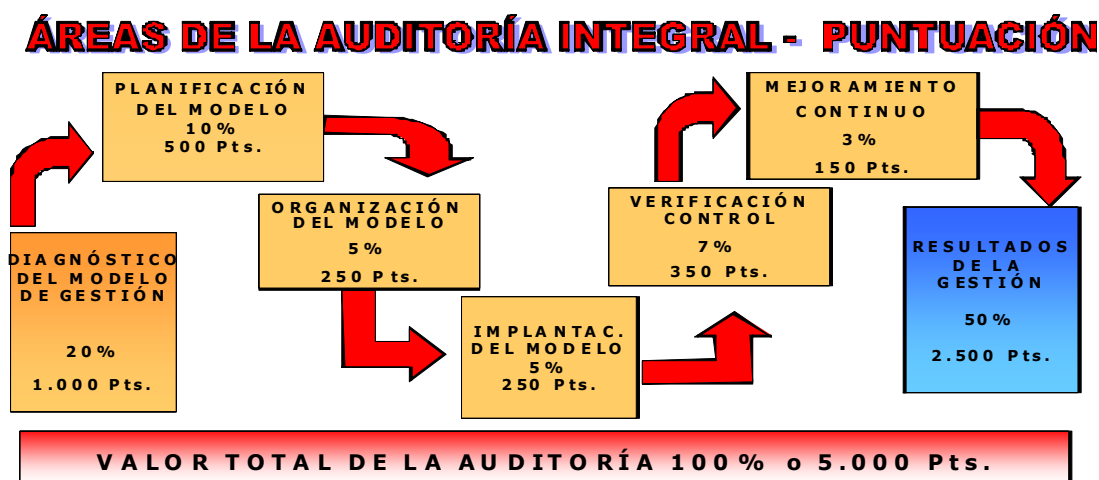 ÁREAS DE LA AUDITORÍA INTEGRAL - PUNTUACIÓN
DIAGNÓSTICO
DEL MODELO
DE GESTIÓN
20%
1.000 Pts.
PLANIFICACIÓN
DEL MODELO
10%
500 Pts.
ORGANIZACIÓN
DEL MODELO
5%
250 Pts.
IMPLANTAC.
DEL MODELO
5%
250 Pts.
VERIFICACIÓN
CONTROL
7%
350 Pts.
MEJORAMIENTO
CONTINUO
3%
150 Pts.
RESULTADOS
DE LA
GESTIÓN
50%
2.500 Pts.
VALOR TOTAL DE LA AUDITORÍA 100% o 5.000 Pts.